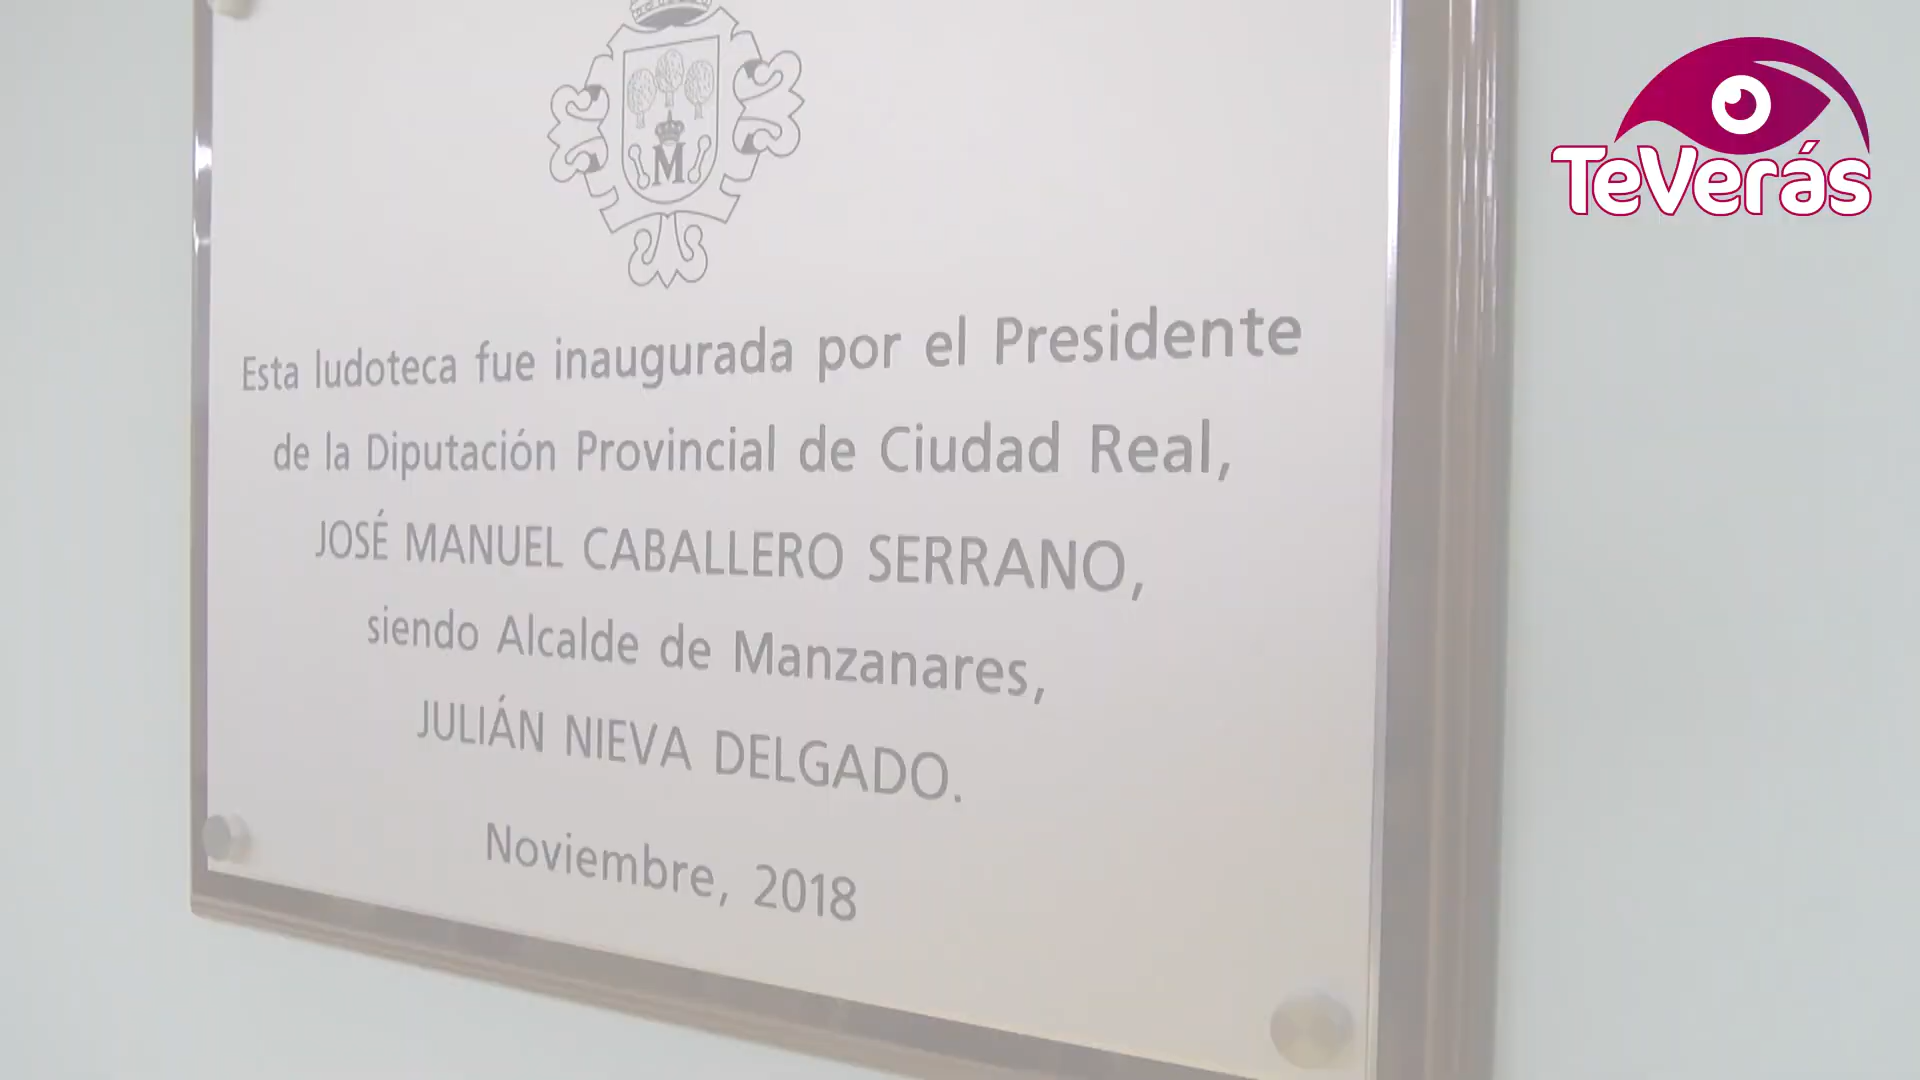 TeVerás
M
Esta ludoteca fue inaugurada por el Presidente
de la Diputación Provincial de Ciudad Real,
JOSÉ MANUEL CABALLERO SERRANO,
siendo Alcalde de Manzanares,
JULIÁN NIEVA DELGADO.
Noviembre, 2018